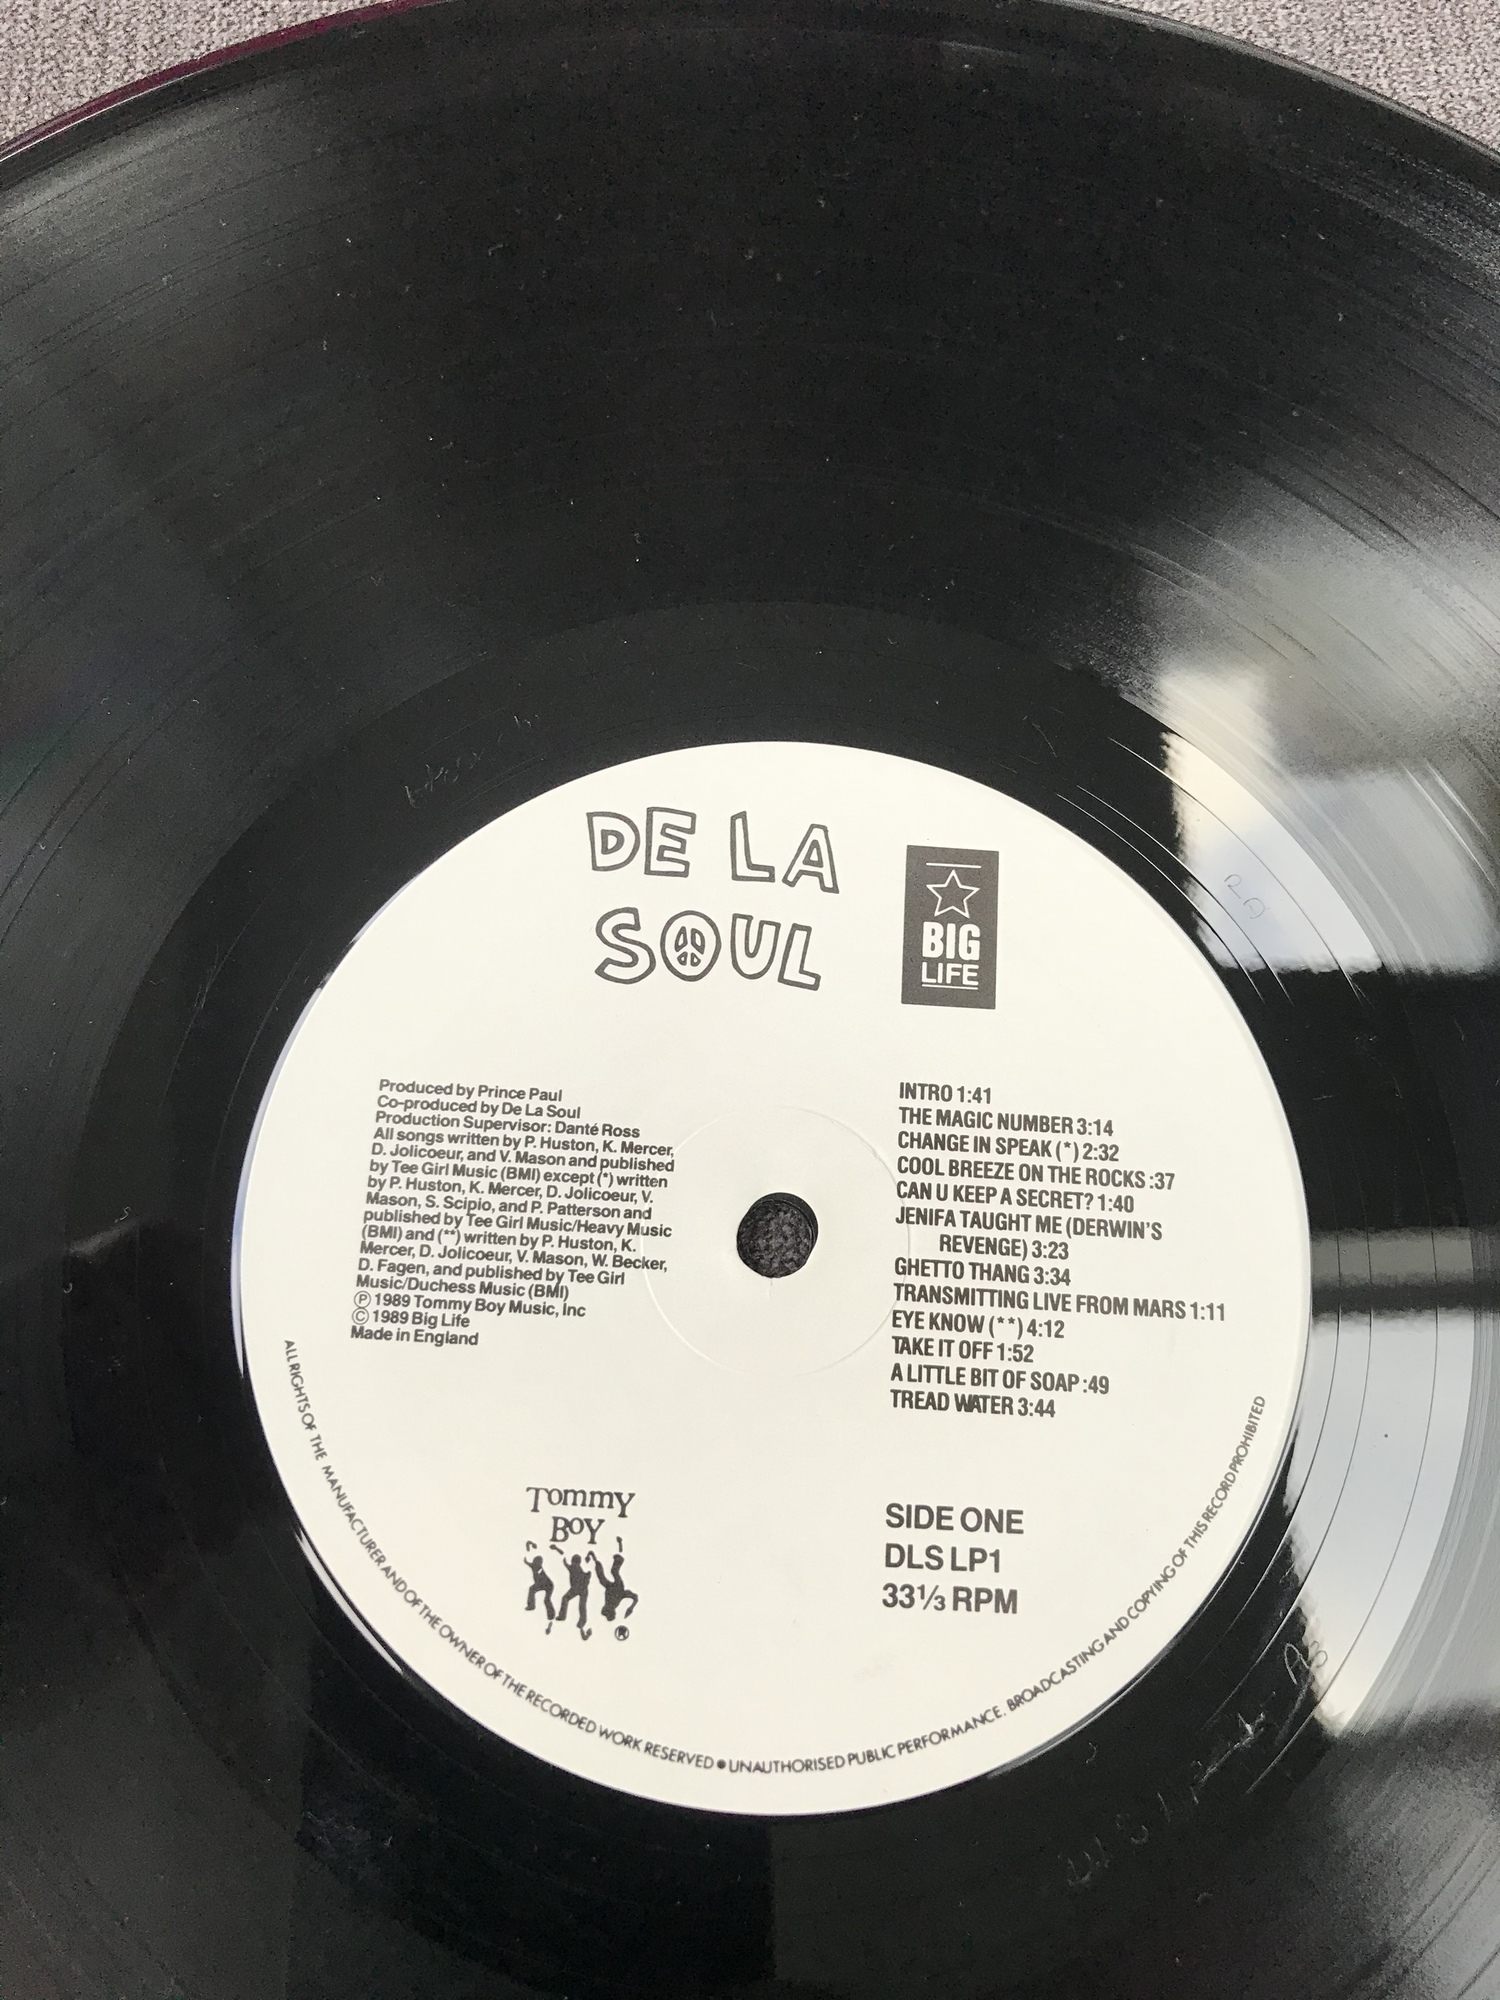 DE LA
SOUL
BIG
LIFE
Produced by Prince Paul
Co-produced by De La Soul
Production Supervisor: Danté Ross
All songs written by P. Huston, K. Mercer,
D. Jolicoeur, and V. Mason and published
by Tee Girl Music (BMI) except (*) written
by P. Huston, K. Mercer, D. Jolicoeur, V.
Mason, S. Scipio, and P. Patterson and
published by Tee Girl Music/Heavy Music
(BMI) and (**) written by P. Huston, K.
Mercer, D. Jolicoeur, V. Mason, W. Becker,
D. Fagen, and published by Tee Girl
Music/Duchess Music (BMI)
Ⓟ 1989 Tommy Boy Music, Inc
© 1989 Big Life
Made in England
INTRO 1:41
THE MAGIC NUMBER 3:14
CHANGE IN SPEAK (*) 2:32
COOL BREEZE ON THE ROCKS :37
CAN U KEEP A SECRET? 1:40
JENIFA TAUGHT ME (DERWIN'S
REVENGE) 3:23
GHETTO THANG 3:34
TRANSMITTING LIVE FROM MARS 1:11
EYE KNOW (**) 4:12
TAKE IT OFF 1:52
A LITTLE BIT OF SOAP :49
TREAD WATER 3:44
TOMMY
BOY
®
SIDE ONE
DLS LP1
33⅓ RPM
ALL RIGHTS OF THE MANUFACTURER AND OF THE OWNER OF THE RECORDED WORK RESERVED ● UNAUTHORISED PUBLIC PERFORMANCE, BROADCASTING AND COPYING OF THIS RECORD PROHIBITED